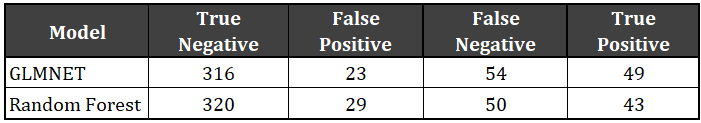 Model True Negative False Positive False Negative True Positive
GLMNET 316 23 54 49
Random Forest 320 29 50 43